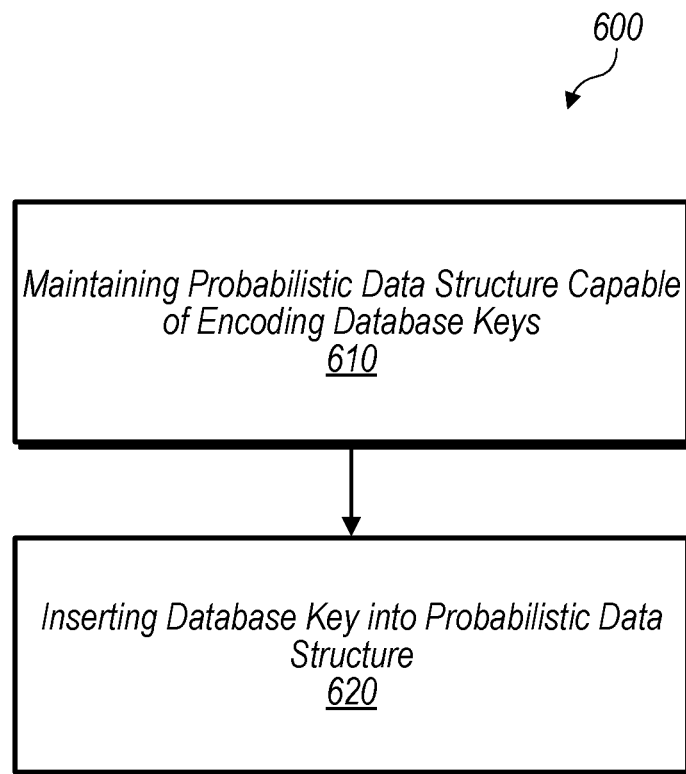 600
Maintaining Probabilistic Data Structure Capable
of Encoding Database Keys
610
Inserting Database Key into Probabilistic Data
Structure
620